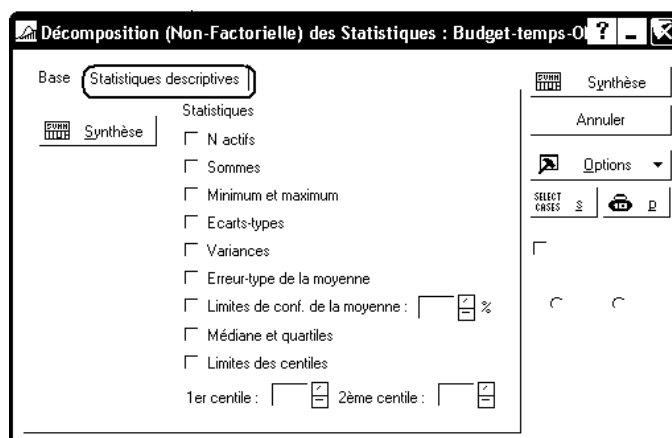 Décomposition (Non-Factorielle) des Statistiques : Budget-temps-O
Base Statistiques descriptives
Synthèse
Statistiques
N actifs
Sommes
Minimum et maximum
Ecarts-types
Variances
Erreur-type de la moyenne
Limites de conf. de la moyenne : %
Médiane et quartiles
Limites des centiles
1er centile : 2ème centile :
Synthèse
Annuler
Options
SELECT CASES S D